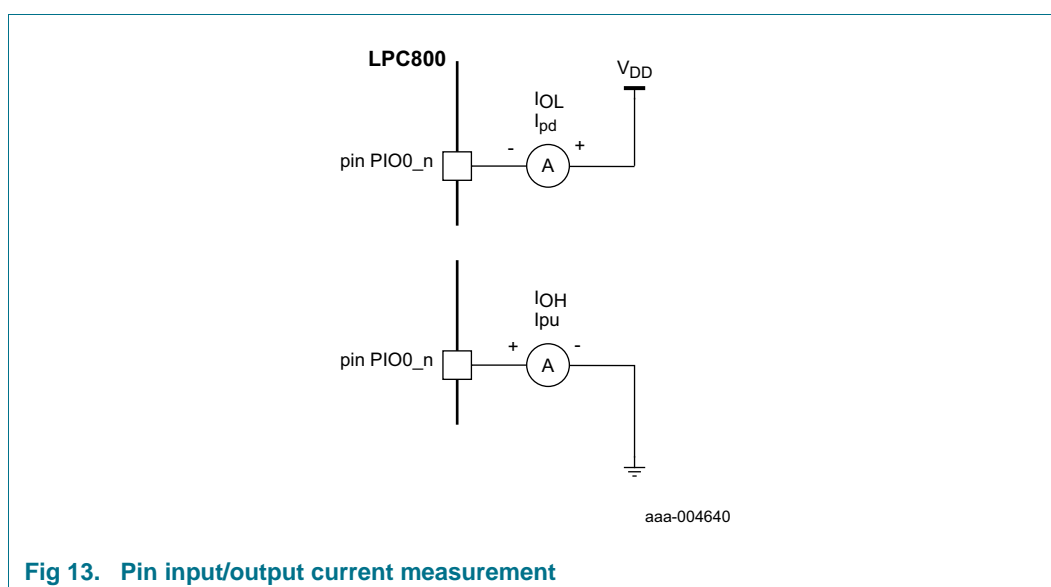 LPC800
VDD
IOL
Ipd
pin PIO0_n
- +
A
IOH
Ipu
pin PIO0_n
+ -
A
aaa-004640
Fig 13. Pin input/output current measurement